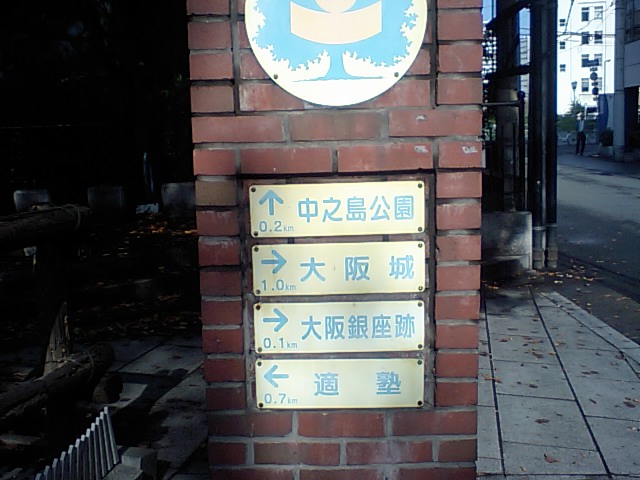 ↑ 中之島公園
0.2km
→ 大阪城
1.0km
→ 大阪銀座跡
0.1km
← 適塾
0.7km